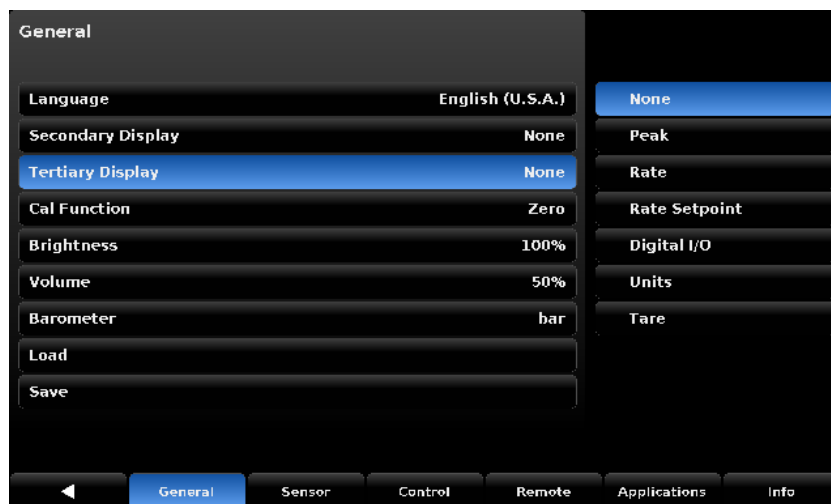 General
Language English (U.S.A.)
Secondary Display None
Tertiary Display None
Cal Function Zero
Brightness 100%
Volume 50%
Barometer bar
Load
Save
None
Peak
Rate
Rate Setpoint
Digital I/O
Units
Tare
General Sensor Control Remote Applications Info